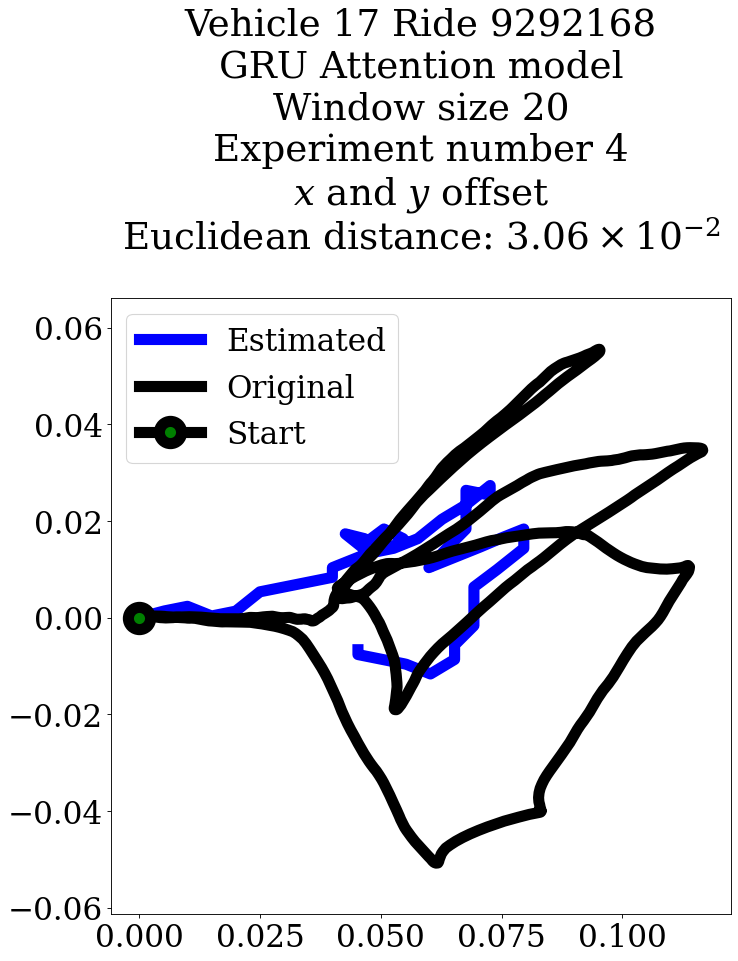 Vehicle 17 Ride 9292168
GRU Attention model
Window size 20
Experiment number 4
x and y offset
Euclidean distance: 3.06 × 10⁻²
Estimated
Original
Start
0.06
0.04
0.02
0.00
−0.02
−0.04
−0.06
0.000 0.025 0.050 0.075 0.100